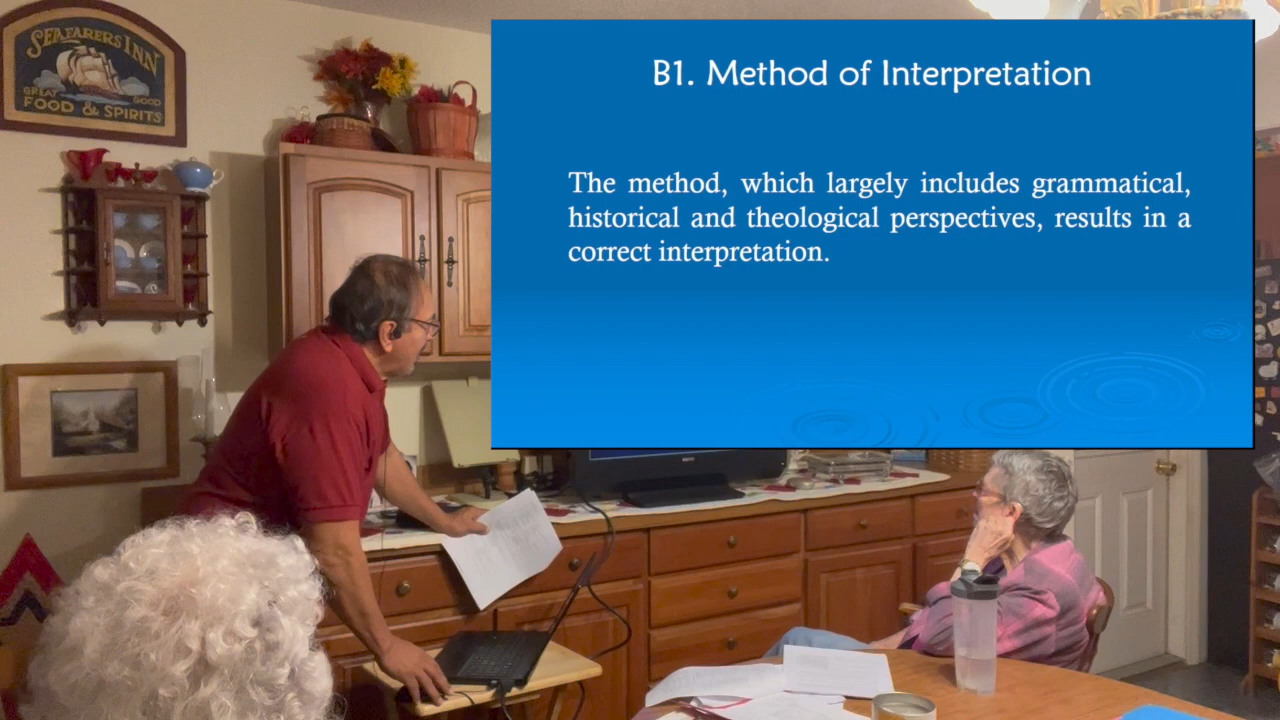 SEAFARERS INN
GREAT GOOD
FOOD & SPIRITS
B1. Method of Interpretation
The method, which largely includes grammatical,
historical and theological perspectives, results in a
correct interpretation.